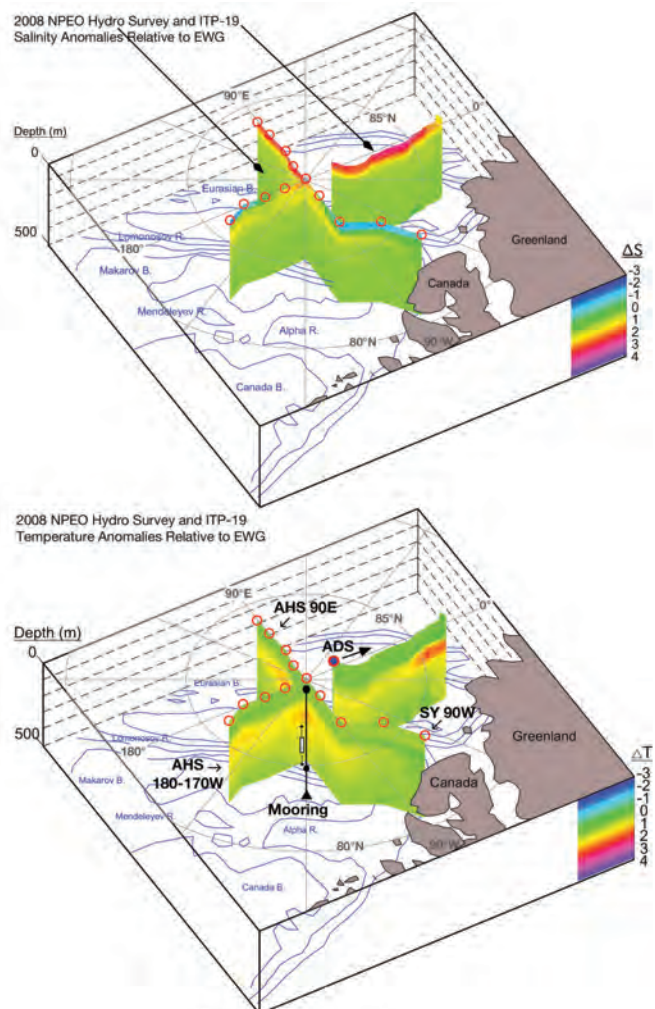 2008 NPEO Hydro Survey and ITP-19
Salinity Anomalies Relative to EWG
90°E
85°N
0°
Depth (m)
0
500
Eurasian B.
Lomonosov R.
180°
Makarov B.
Mendeleyev R.
Alpha R.
Canada B.
80°N
90°W
Canada
Greenland
ΔS
-3
-2
-1
0
1
2
3
4
2008 NPEO Hydro Survey and ITP-19
Temperature Anomalies Relative to EWG
90°E
AHS 90E
85°N
0°
Depth (m)
0
500
ADS
Eurasian B.
SY 90W
Lomonosov R.
180°
AHS
180-170W
Makarov B.
Mooring
Mendeleyev R.
Alpha R.
Canada B.
80°N
90°W
Canada
Greenland
ΔT
-3
-2
-1
0
1
2
3
4